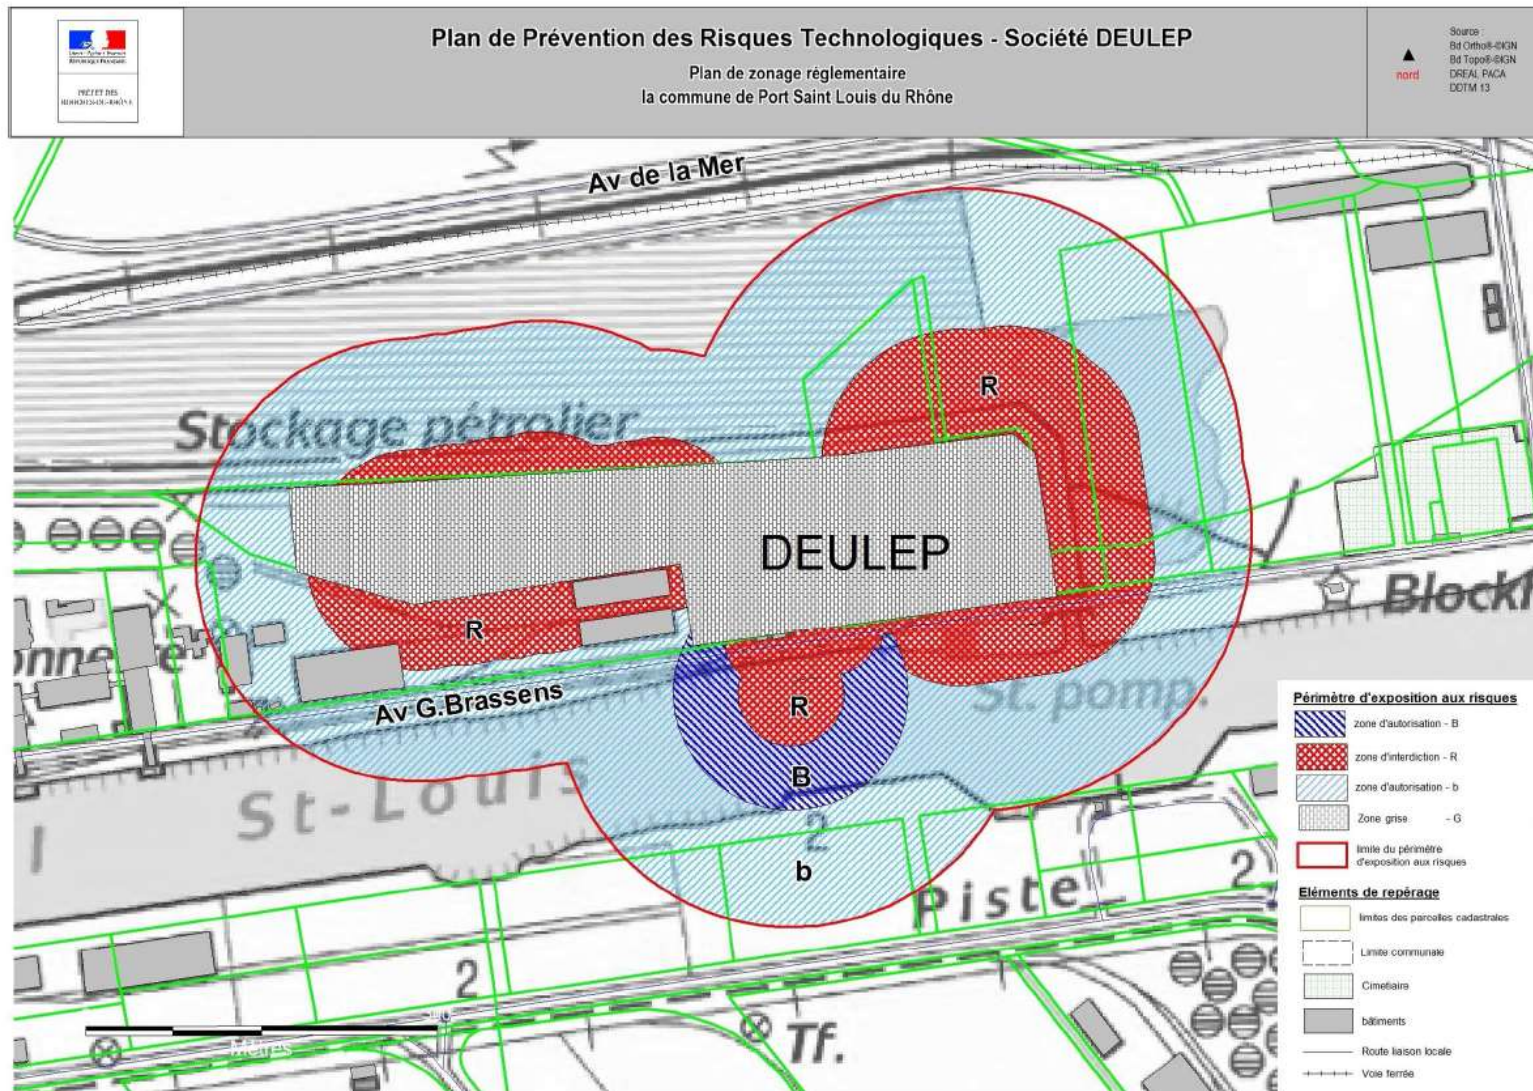 Plan de Prévention des Risques Technologiques - Société DEULEP
Plan de zonage réglementaire
la commune de Port Saint Louis du Rhône
PRÉFET DES
nord
Source :
Bd Ortho®-©IGN
Bd Topo®-©IGN
DREAL PACA
DDTM 13
Av de la Mer
Stockage pétrolier
R
DEULEP
R
R
B
b
Av G.Brassens
St-Louis
St. pomp.
Piste
2
2
2
Tf.
Mètres
Périmètre d'exposition aux risques
zone d'autorisation - B
zone d'interdiction - R
zone d'autorisation - b
Zone grise - G
limite du périmètre
d'exposition aux risques
Eléments de repérage
limites des parcelles cadastrales
Limite communale
Cimetiaire
bâtiments
Route liaison locale
Voie ferrée